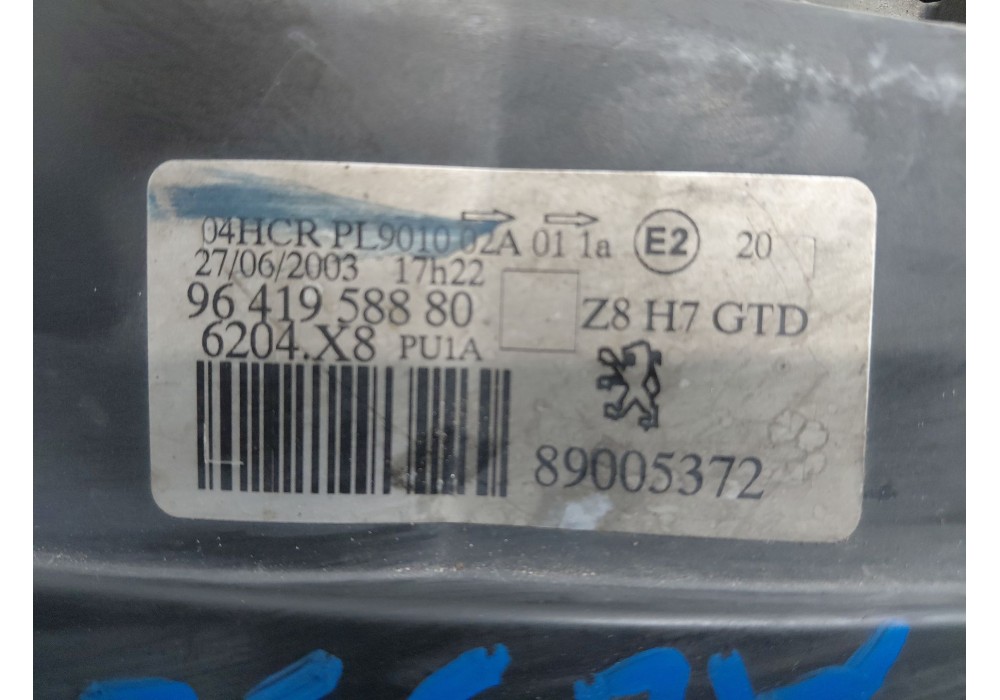 04HCR PL9010 02A 01 1a E2 20
27/06/2003 17h22
96 419 588 80
Z8 H7 GTD
6204.X8 PU1A
89005372